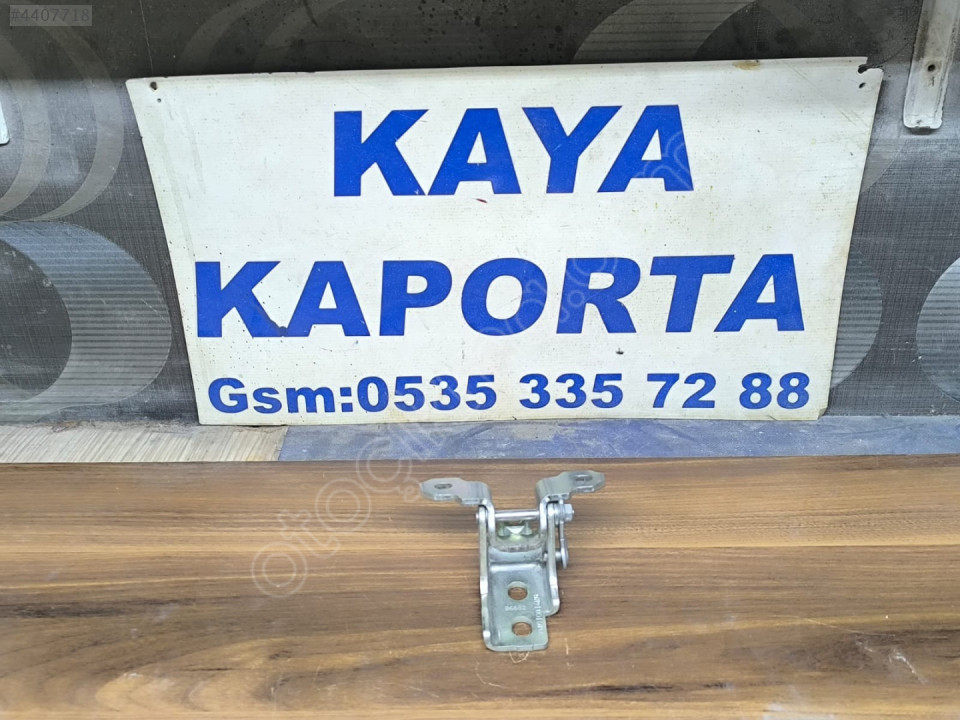 #4407718
KAYA
KAPORTA
Gsm:0535 335 72 88